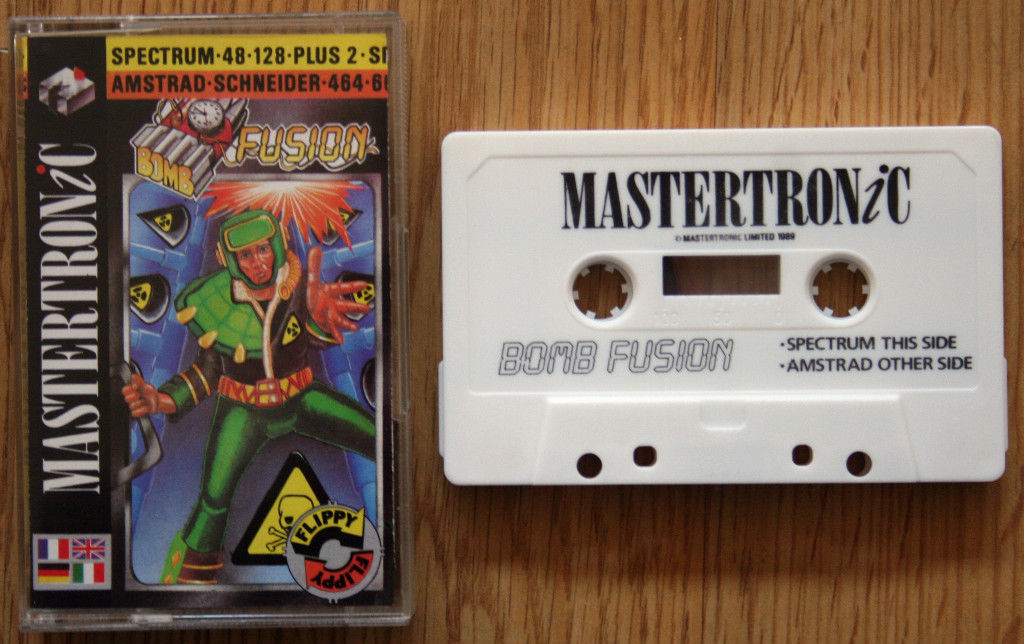 SPECTRUM·48·128·PLUS 2·
AMSTRAD·SCHNEIDER·464·
BOMB FUSION
MASTERTRONiC
FLIPPY
FLIPPY
MASTERTRONiC
© MASTERTRONIC LIMITED 1989
100 50 0
BOMB FUSION
·SPECTRUM THIS SIDE
·AMSTRAD OTHER SIDE